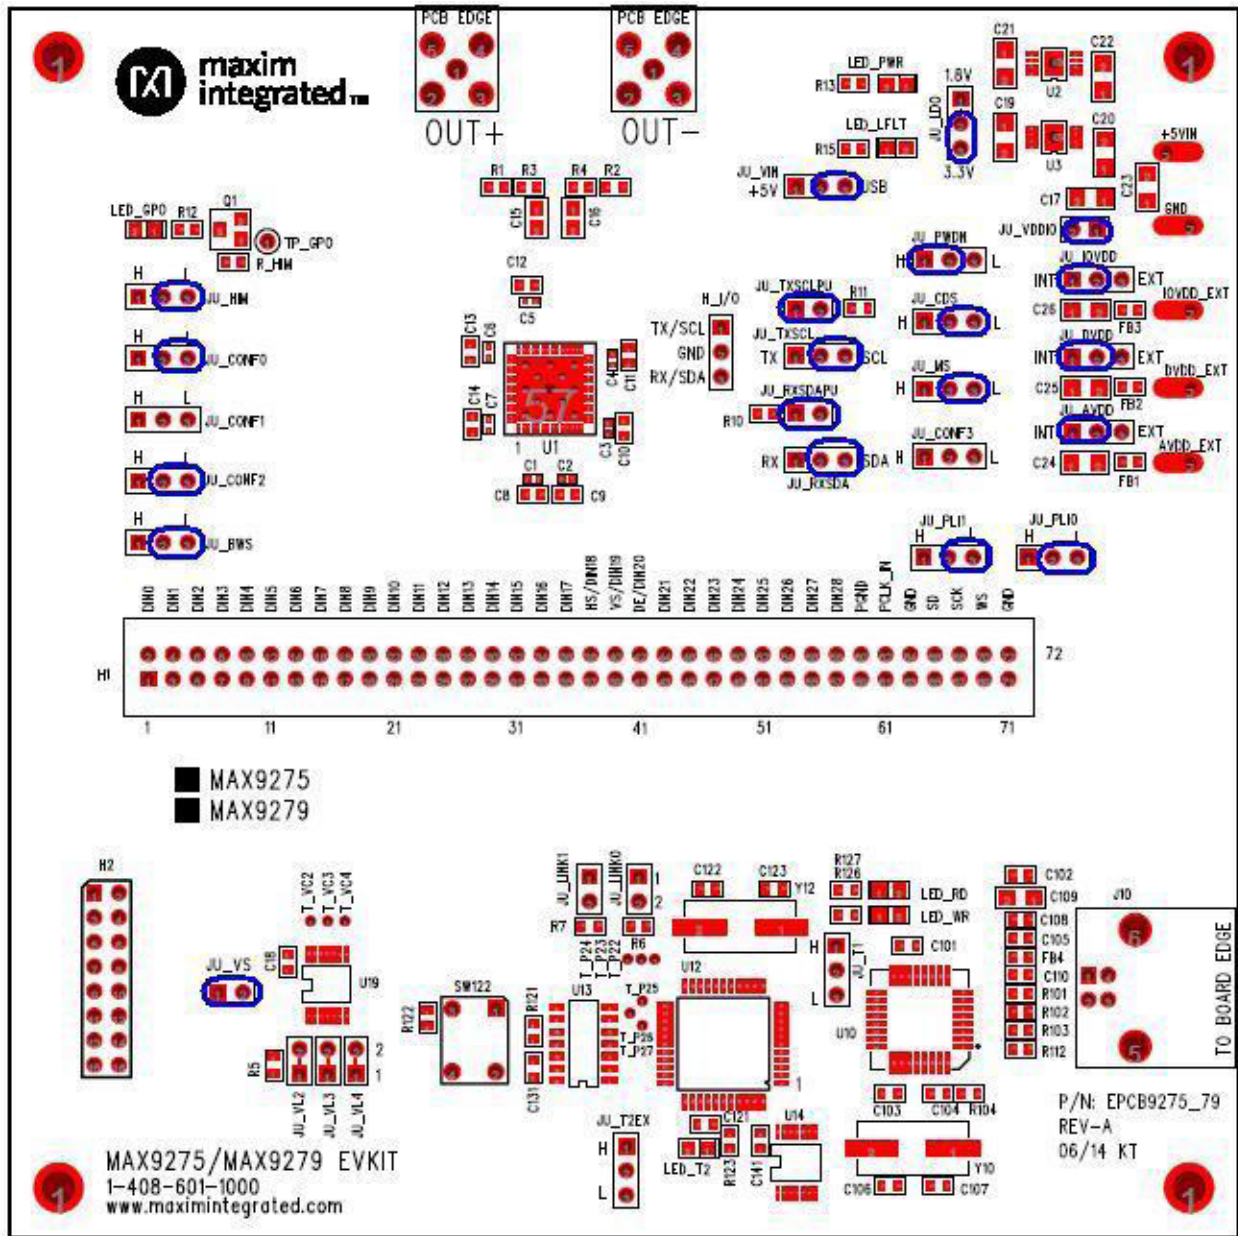 PCB EDGE
PCB EDGE
maxim
integrated™
OUT+
OUT-
LED_PWR
R13
1.8V
JU_LDO
3.3V
LED_LFLT
R15
JU_VIN
+5V
USB
C21
C22
U2
C19
C20
U3
+5VIN
C17
C23
GND
JU_VDDIO
R1 R3 R4 R2
C15
C16
LED_GPO
R12
Q1
TP_GPO
R_HIM
H L
JU_HIM
H L
JU_CONF0
H L
JU_CONF1
H L
JU_CONF2
H L
JU_BWS
C12
C5
C13
C6
C14
C7
C4
C11
C3
C10
57
1 U1
C1 C2
C8 C9
H_I/O
TX/SCL
GND
RX/SDA
JU_TXSCLPU
R11
JU_TXSCL
TX SCL
JU_RXSDAPU
R10
RX SDA
JU_RXSDA
JU_PWDN
H L
JU_CDS
H L
JU_MS
H L
JU_CONF3
H L
JU_IOVDD
INT EXT
IOVDD_EXT
C26 FB3
JU_DVDD
INT EXT
DVDD_EXT
C25 FB2
JU_AVDD
INT EXT
AVDD_EXT
C24 FB1
JU_PLI1
H L
JU_PLI0
H L
DIN0 DIN1 DIN2 DIN3 DIN4 DIN5 DIN6 DIN7 DIN8 DIN9 DIN10 DIN11 DIN12 DIN13 DIN14 DIN15 DIN16 DIN17 HS/DIN18 VS/DIN19 DE/DIN20 DIN21 DIN22 DIN23 DIN24 DIN25 DIN26 DIN27 DIN28 PGND PCLK_IN GND SD SCK WS GND
H1
72
1 11 21 31 41 51 61 71
MAX9275
MAX9279
H2
T_VC2
T_VC3
T_VC4
JU_VS
C18
U19
R5
2
1
JU_VL2
JU_VL3
JU_VL4
SW122
R122
R121
C131
U13
JU_LINK1
JU_LINK0
1
2
R7
R6
T_P24
T_P23
T_P22
T_P25
T_P26
T_P27
U12
1
C122
C123
Y12
R127
R126
LED_RD
LED_WR
H
JU_T1
L
C101
U10
C102
C109
C108
C105
FB4
C110
R101
R102
R103
R112
J10
6
5
TO BOARD EDGE
C103
C104
R104
Y10
C106
C107
JU_T2EX
H
L
LED_T2
C121
R123
C141
U14
P/N: EPCB9275_79
REV-A
06/14 KT
MAX9275/MAX9279 EVKIT
1-408-601-1000
www.maximintegrated.com